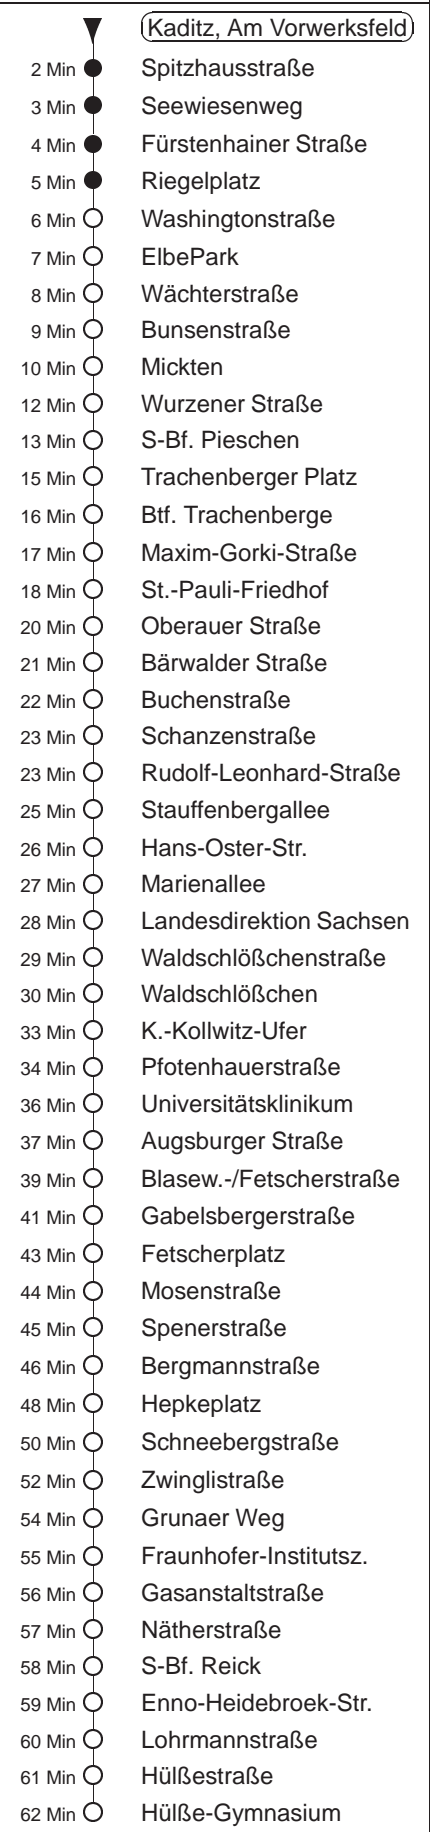 Kaditz, Am Vorwerksfeld
2 Min Spitzhausstraße
3 Min Seewiesenweg
4 Min Fürstenhainer Straße
5 Min Riegelplatz
6 Min Washingtonstraße
7 Min ElbePark
8 Min Wächterstraße
9 Min Bunsenstraße
10 Min Mickten
12 Min Wurzener Straße
13 Min S-Bf. Pieschen
15 Min Trachenberger Platz
16 Min Btf. Trachenberge
17 Min Maxim-Gorki-Straße
18 Min St.-Pauli-Friedhof
20 Min Oberauer Straße
21 Min Bärwalder Straße
22 Min Buchenstraße
23 Min Schanzenstraße
23 Min Rudolf-Leonhard-Straße
25 Min Stauffenbergallee
26 Min Hans-Oster-Str.
27 Min Marienallee
28 Min Landesdirektion Sachsen
29 Min Waldschlößchenstraße
30 Min Waldschlößchen
33 Min K.-Kollwitz-Ufer
34 Min Pfotenhauerstraße
36 Min Universitätsklinikum
37 Min Augsburger Straße
39 Min Blasew.-/Fetscherstraße
41 Min Gabelsbergerstraße
43 Min Fetscherplatz
44 Min Mosenstraße
45 Min Spenerstraße
46 Min Bergmannstraße
48 Min Hepkeplatz
50 Min Schneebergstraße
52 Min Zwinglistraße
54 Min Grunaer Weg
55 Min Fraunhofer-Institutsz.
56 Min Gasanstaltstraße
57 Min Nätherstraße
58 Min S-Bf. Reick
59 Min Enno-Heidebroek-Str.
60 Min Lohrmannstraße
61 Min Hülßestraße
62 Min Hülße-Gymnasium